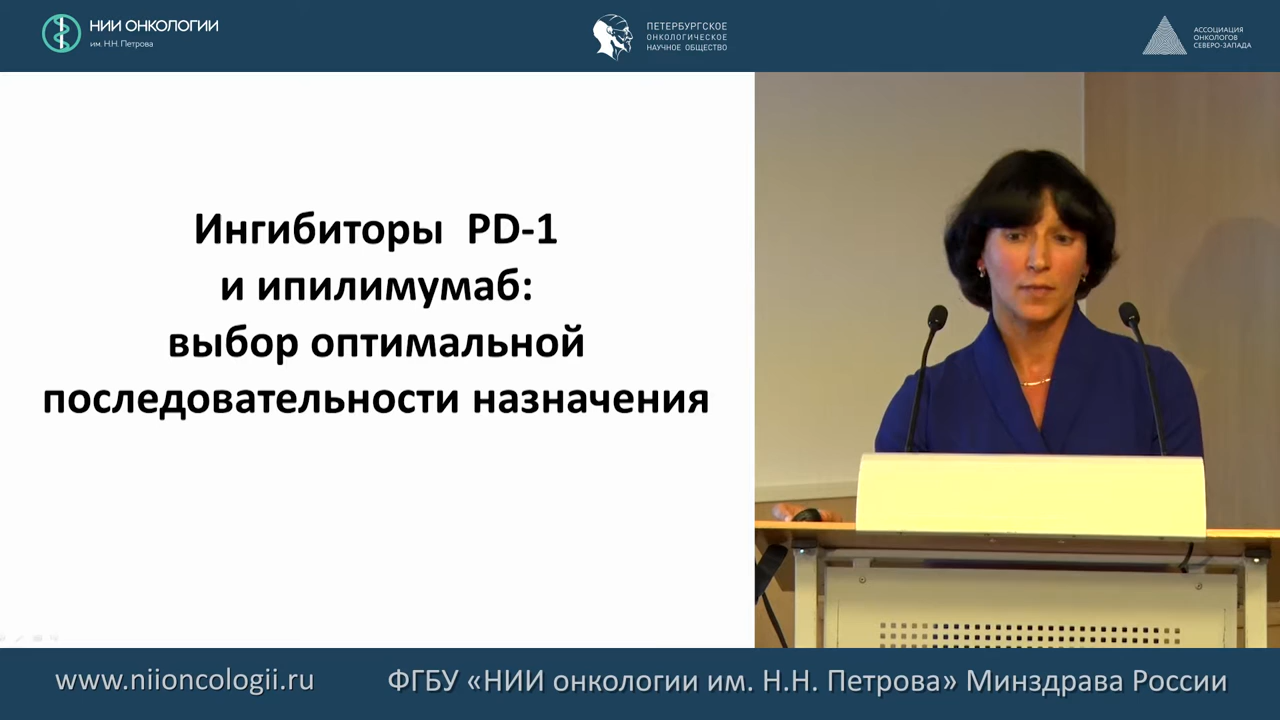 НИИ ОНКОЛОГИИ
им. Н.Н. Петрова
ПЕТЕРБУРГСКОЕ
ОНКОЛОГИЧЕСКОЕ
НАУЧНОЕ ОБЩЕСТВО
АССОЦИАЦИЯ
ОНКОЛОГОВ
СЕВЕРО-ЗАПАДА
Ингибиторы PD-1
и ипилимумаб:
выбор оптимальной
последовательности назначения
www.niioncologii.ru
ФГБУ «НИИ онкологии им. Н.Н. Петрова» Минздрава России